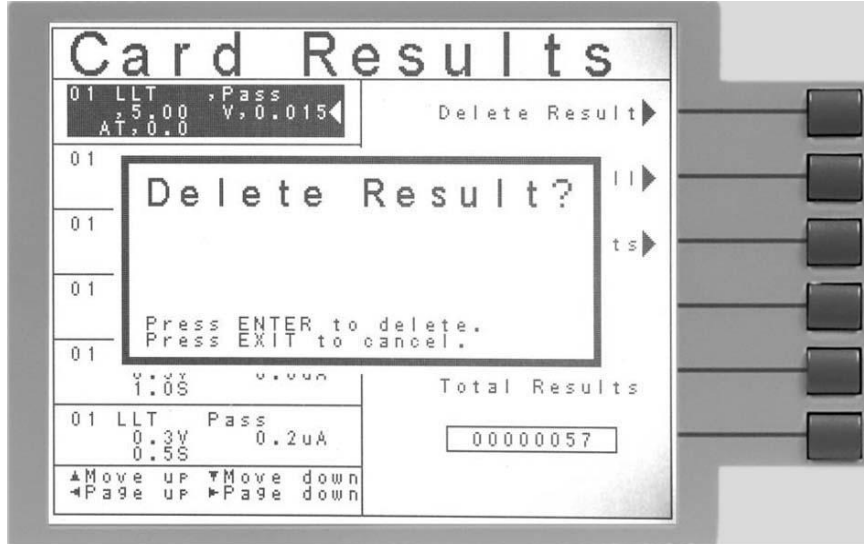 Card Results
01 LLT ,Pass
,5.00 V,0.015
AT,0.0
Delete Result
01
ll
01
ts
01
01
Delete Result?
Press ENTER to delete.
Press EXIT to cancel.
1.0S
Total Results
01 LLT Pass
0.3V 0.2uA
0.5S
00000057
▲Move up ▼Move down
◄Page up ►Page down